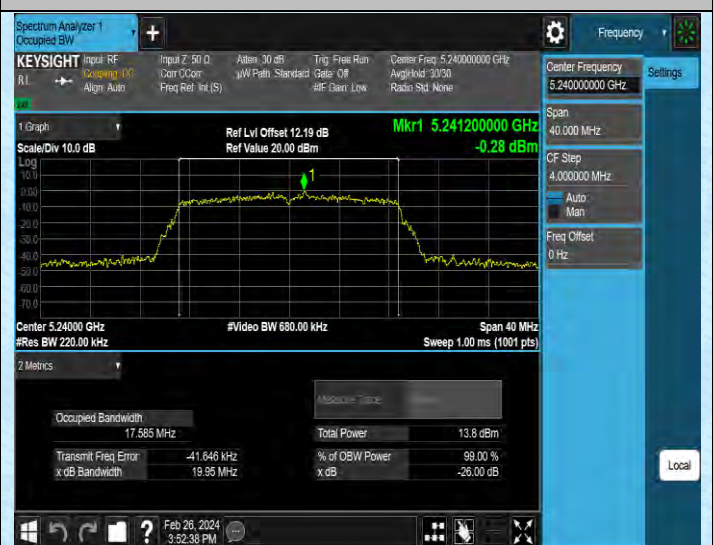 Spectrum Analyzer 1
Occupied BW
+
Frequency
KEYSIGHT Input: RF Input Z: 50 Ω Atten: 30 dB Trig: Free Run Center Freq: 5.240000000 GHz
RL Coupling: DC Corr CCorr µW Path: Standard Gate: Off Avg|Hold: 30/30
Align: Auto Freq Ref: Int (S) #IF Gain: Low Radio Std: None
1 Graph
Scale/Div 10.0 dB
Ref Lvl Offset 12.19 dB
Ref Value 20.00 dBm
Mkr1 5.241200000 GHz
-0.28 dBm
Log
10.0
0.00
-10.0
-20.0
-30.0
-40.0
-50.0
-60.0
-70.0
1
Center 5.24000 GHz #Video BW 680.00 kHz Span 40 MHz
#Res BW 220.00 kHz Sweep 1.00 ms (1001 pts)
2 Metrics
Measure Trace
Occupied Bandwidth
17.585 MHz
Total Power 13.6 dBm
Transmit Freq Error -41.646 kHz % of OBW Power 99.00 %
x dB Bandwidth 19.95 MHz x dB -26.00 dB
Center Frequency
5.240000000 GHz
Settings
Span
40.000 MHz
CF Step
4.000000 MHz
Auto
Man
Freq Offset
0 Hz
Local
?
Feb 26, 2024
3:52:38 PM